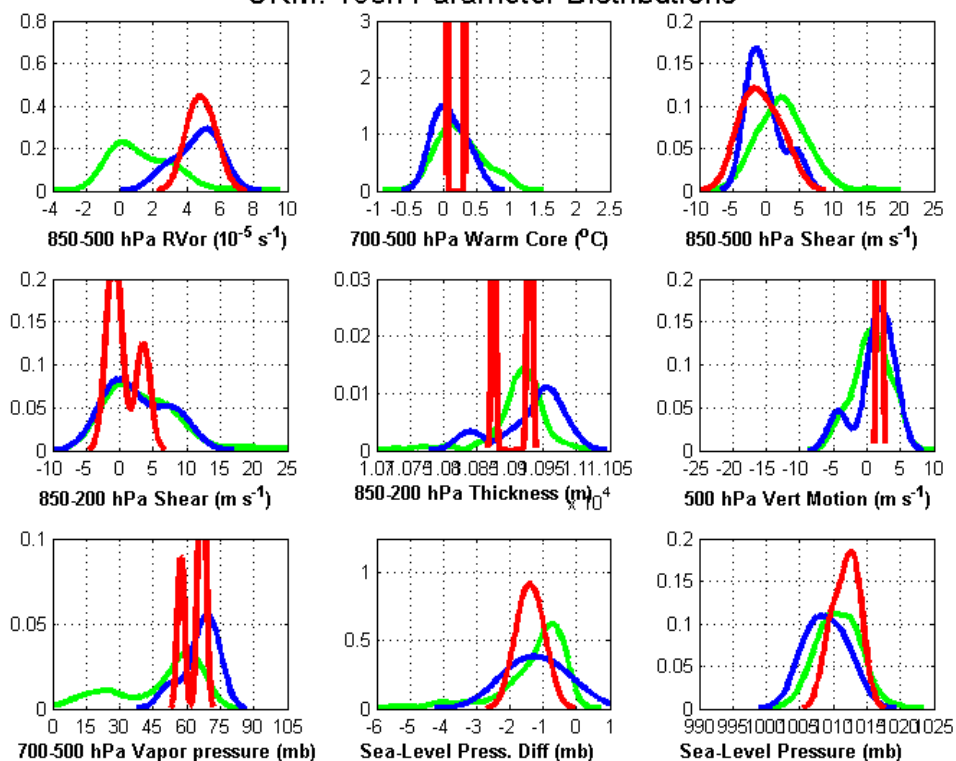 Parameter Distributions
0.8
0.6
0.4
0.2
0
-4 -2 0 2 4 6 8 10
850-500 hPa RVor (10⁻⁵ s⁻¹)
3
2
1
0
-1 -0.5 0 0.5 1 1.5 2 2.5
700-500 hPa Warm Core (°C)
0.2
0.15
0.1
0.05
0
-10 -5 0 5 10 15 20 25
850-500 hPa Shear (m s⁻¹)
0.2
0.15
0.1
0.05
0
-10 -5 0 5 10 15 20 25
850-200 hPa Shear (m s⁻¹)
0.03
0.02
0.01
0
1.07 1.075 1.08 1.085 1.09 1.095 1.1 1.105
850-200 hPa Thickness (m)
x 10⁴
0.2
0.15
0.1
0.05
0
-25 -20 -15 -10 -5 0 5 10
500 hPa Vert Motion (m s⁻¹)
0.1
0.05
0
0 15 30 45 60 75 90 105
700-500 hPa Vapor pressure (mb)
1
0.5
0
-6 -5 -4 -3 -2 -1 0 1
Sea-Level Press. Diff (mb)
0.2
0.15
0.1
0.05
0
990 995 1000 1005 1010 1015 1020 1025
Sea-Level Pressure (mb)